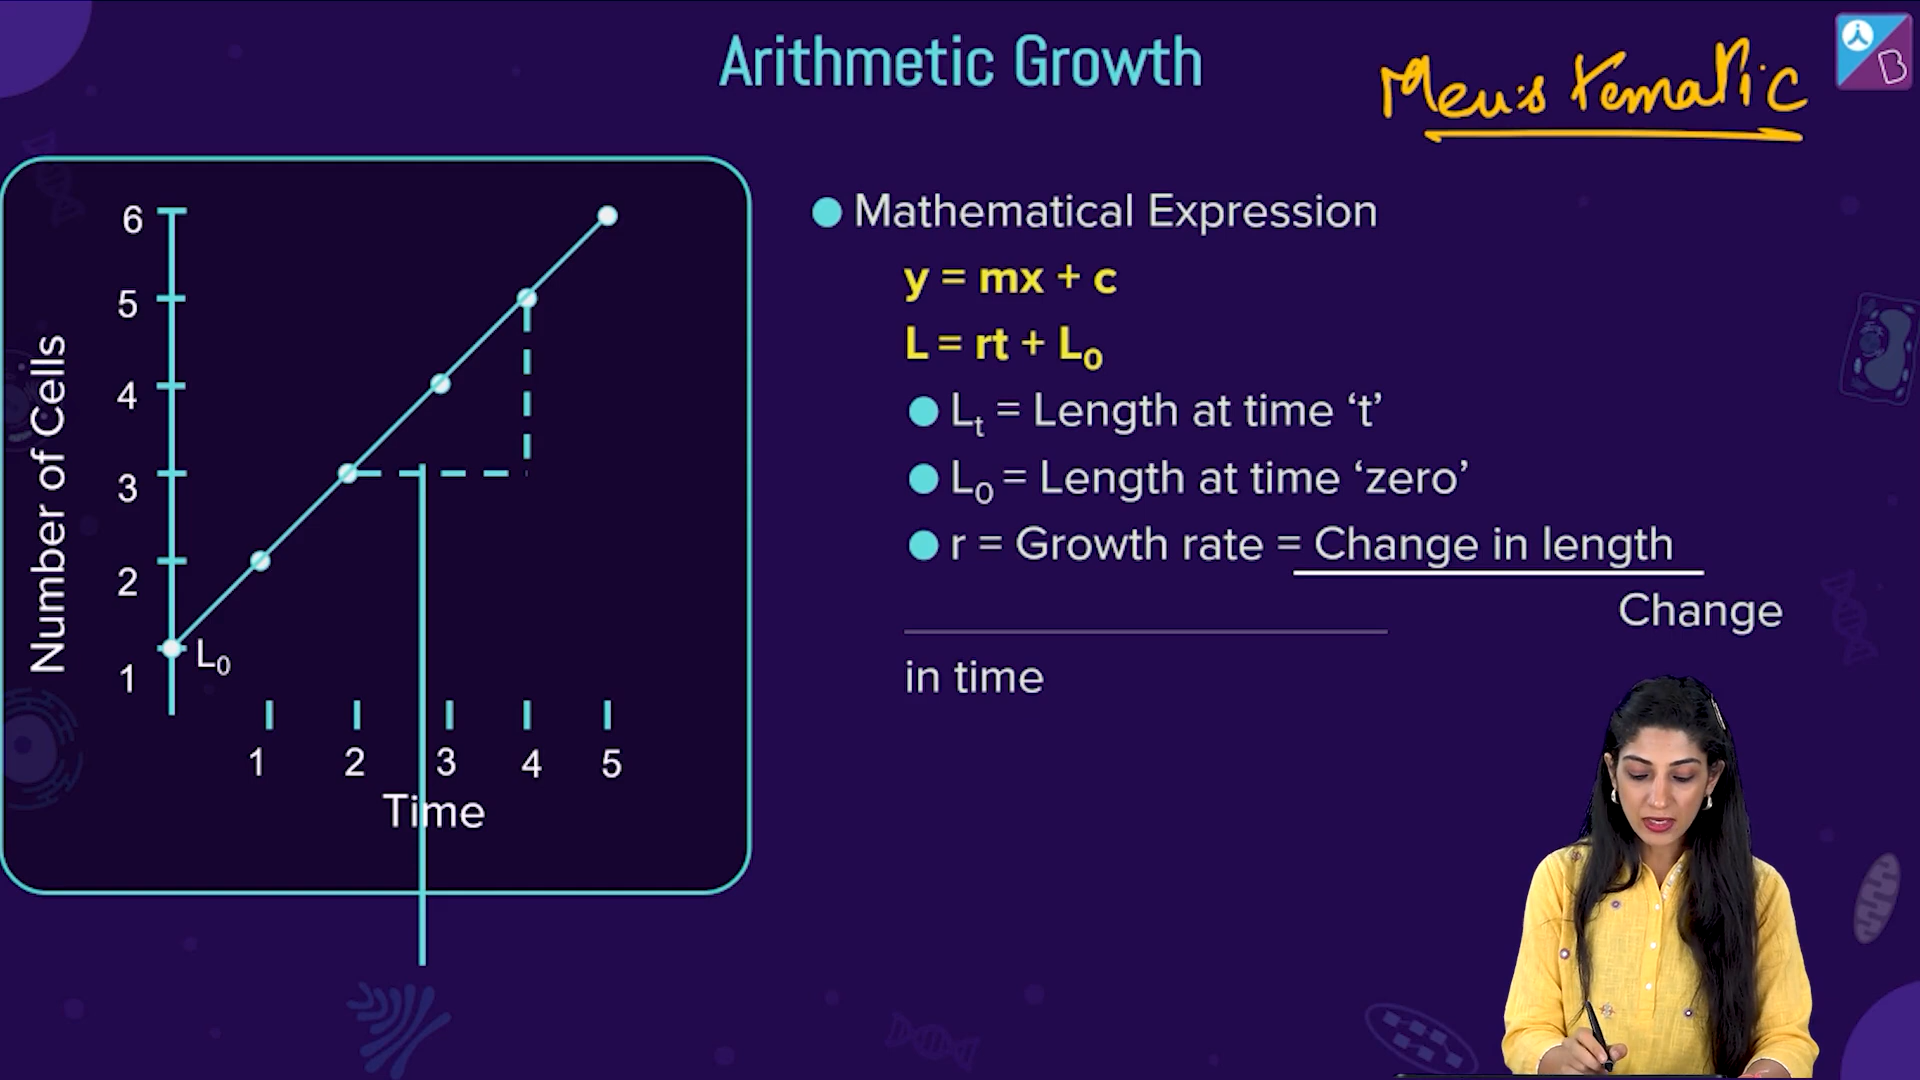 Arithmetic Growth
Meristematic
B
Number of Cells
6
5
4
3
2
1
L₀
1 2 3 4 5
Time
Mathematical Expression
y = mx + c
L = rt + L₀
Lₜ = Length at time ‘t’
L₀ = Length at time ‘zero’
r = Growth rate = Change in length
Change
in time